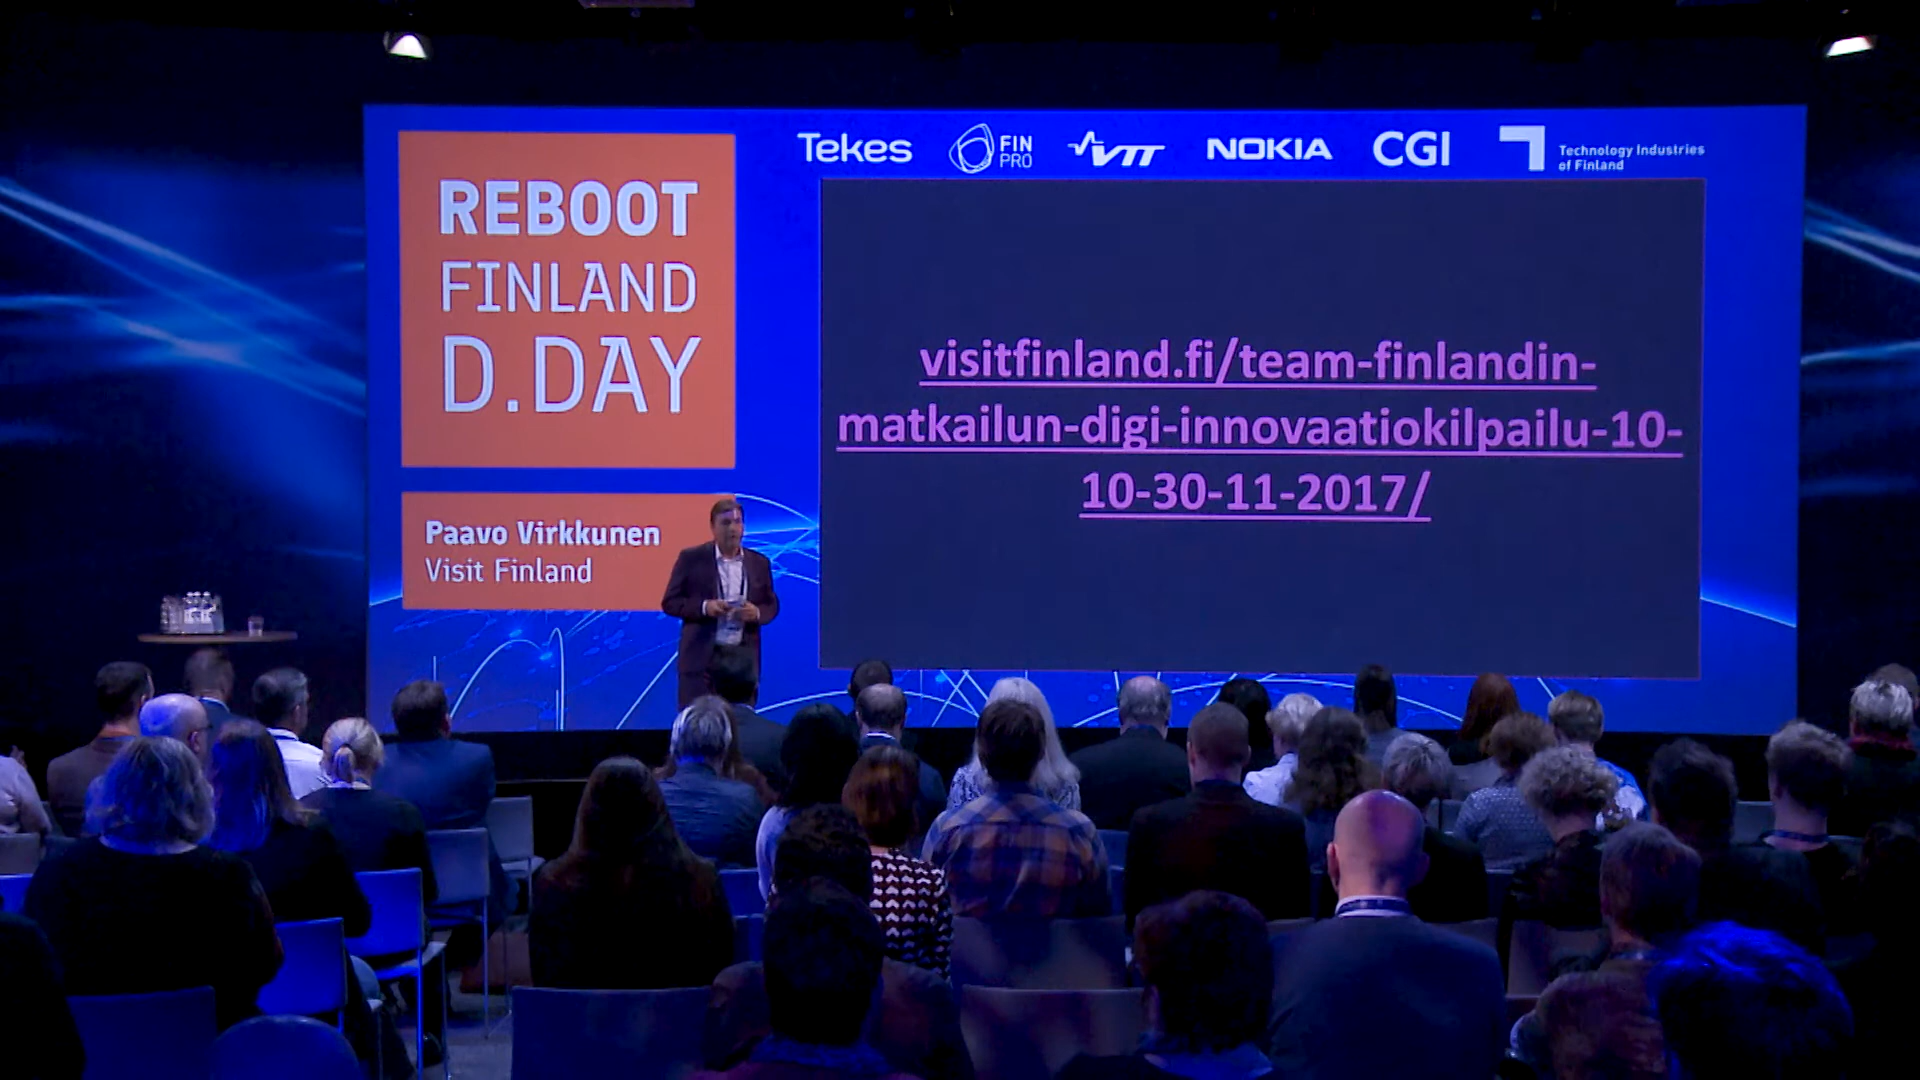 REBOOT
FINLAND
D.DAY
Paavo Virkkunen
Visit Finland
Tekes
FIN
PRO
VTT
NOKIA
CGI
Technology Industries
of Finland
visitfinland.fi/team-finlandin-
matkailun-digi-innovaatiokilpailu-10-
10-30-11-2017/